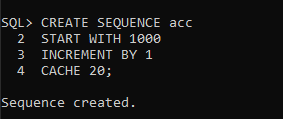 SQL> CREATE SEQUENCE acc
2 START WITH 1000
3 INCREMENT BY 1
4 CACHE 20;
Sequence created.